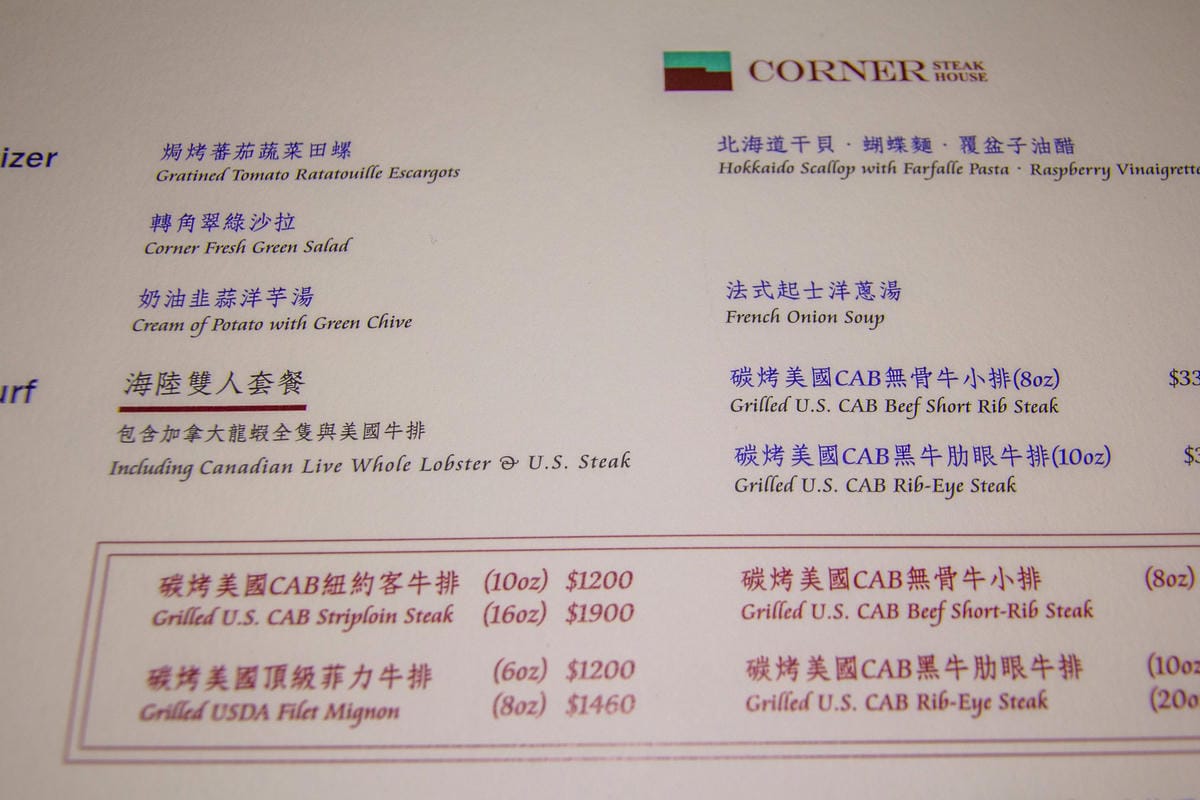 CORNER STEAK HOUSE
izer
焗烤蕃茄蔬菜田螺
Gratined Tomato Ratatouille Escargots
北海道干貝·蝴蝶麵·覆盆子油醋
Hokkaido Scallop with Farfalle Pasta · Raspberry Vinaigrette
轉角翠綠沙拉
Corner Fresh Green Salad
奶油韭蒜洋芋湯
Cream of Potato with Green Chive
法式起士洋蔥湯
French Onion Soup
urf
海陸雙人套餐
包含加拿大龍蝦全隻與美國牛排
Including Canadian Live Whole Lobster & U.S. Steak
碳烤美國CAB無骨牛小排(8oz) $33
Grilled U.S. CAB Beef Short Rib Steak
碳烤美國CAB黑牛肋眼牛排(10oz) $3
Grilled U.S. CAB Rib-Eye Steak
碳烤美國CAB紐約客牛排 (10oz) $1200
Grilled U.S. CAB Striploin Steak (16oz) $1900
碳烤美國CAB無骨牛小排 (8oz)
Grilled U.S. CAB Beef Short-Rib Steak
碳烤美國頂級菲力牛排 (6oz) $1200
Grilled USDA Filet Mignon (8oz) $1460
碳烤美國CAB黑牛肋眼牛排 (10oz
Grilled U.S. CAB Rib-Eye Steak (20o